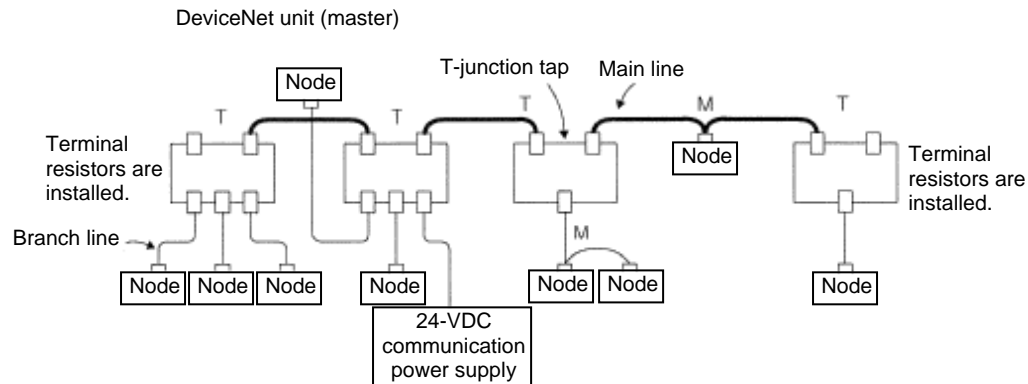 DeviceNet unit (master)
Node
T-junction tap
Main line
T
T
T
M
T
Terminal
resistors are
installed.
Node
Terminal
resistors are
installed.
Branch line
M
Node
Node
Node
Node
Node
Node
Node
24-VDC
communication
power supply